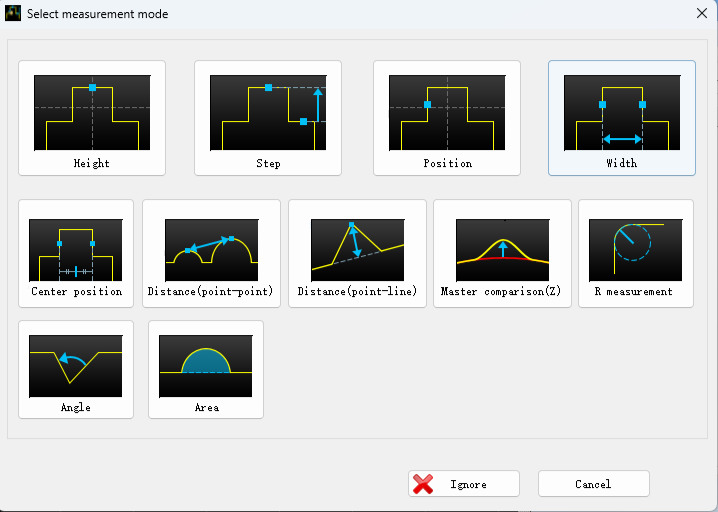 Select measurement mode
Height
Step
Position
Width
Center position
Distance(point-point)
Distance(point-line)
Master comparison(Z)
R measurement
Angle
Area
Ignore
Cancel